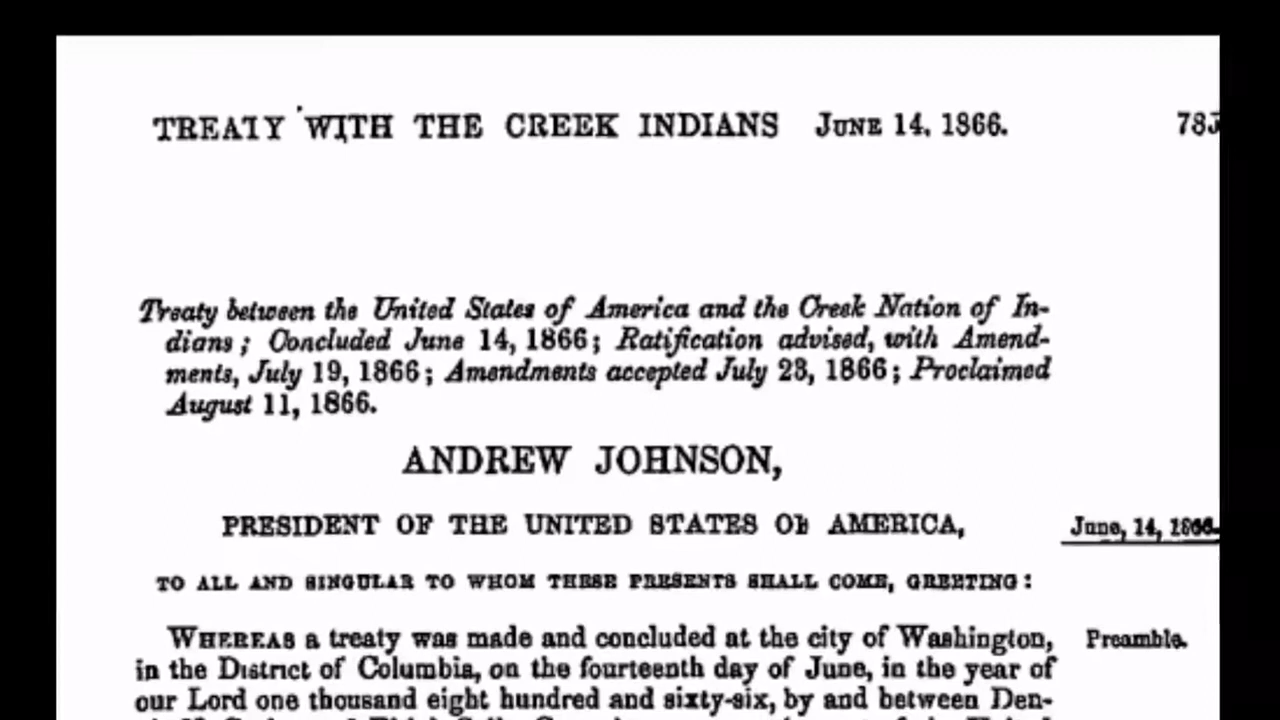 TREATY WITH THE CREEK INDIANS JUNE 14, 1866. 785
Treaty between the United States of America and the Creek Nation of In-
dians; Concluded June 14, 1866; Ratification advised, with Amend-
ments, July 19, 1866; Amendments accepted July 23, 1866; Proclaimed
August 11, 1866.
ANDREW JOHNSON,
PRESIDENT OF THE UNITED STATES OF AMERICA,
June, 14, 1866.
TO ALL AND SINGULAR TO WHOM THESE PRESENTS SHALL COME, GREETING:
WHEREAS a treaty was made and concluded at the city of Washington,
Preamble.
in the District of Columbia, on the fourteenth day of June, in the year of
our Lord one thousand eight hundred and sixty-six, by and between Den-